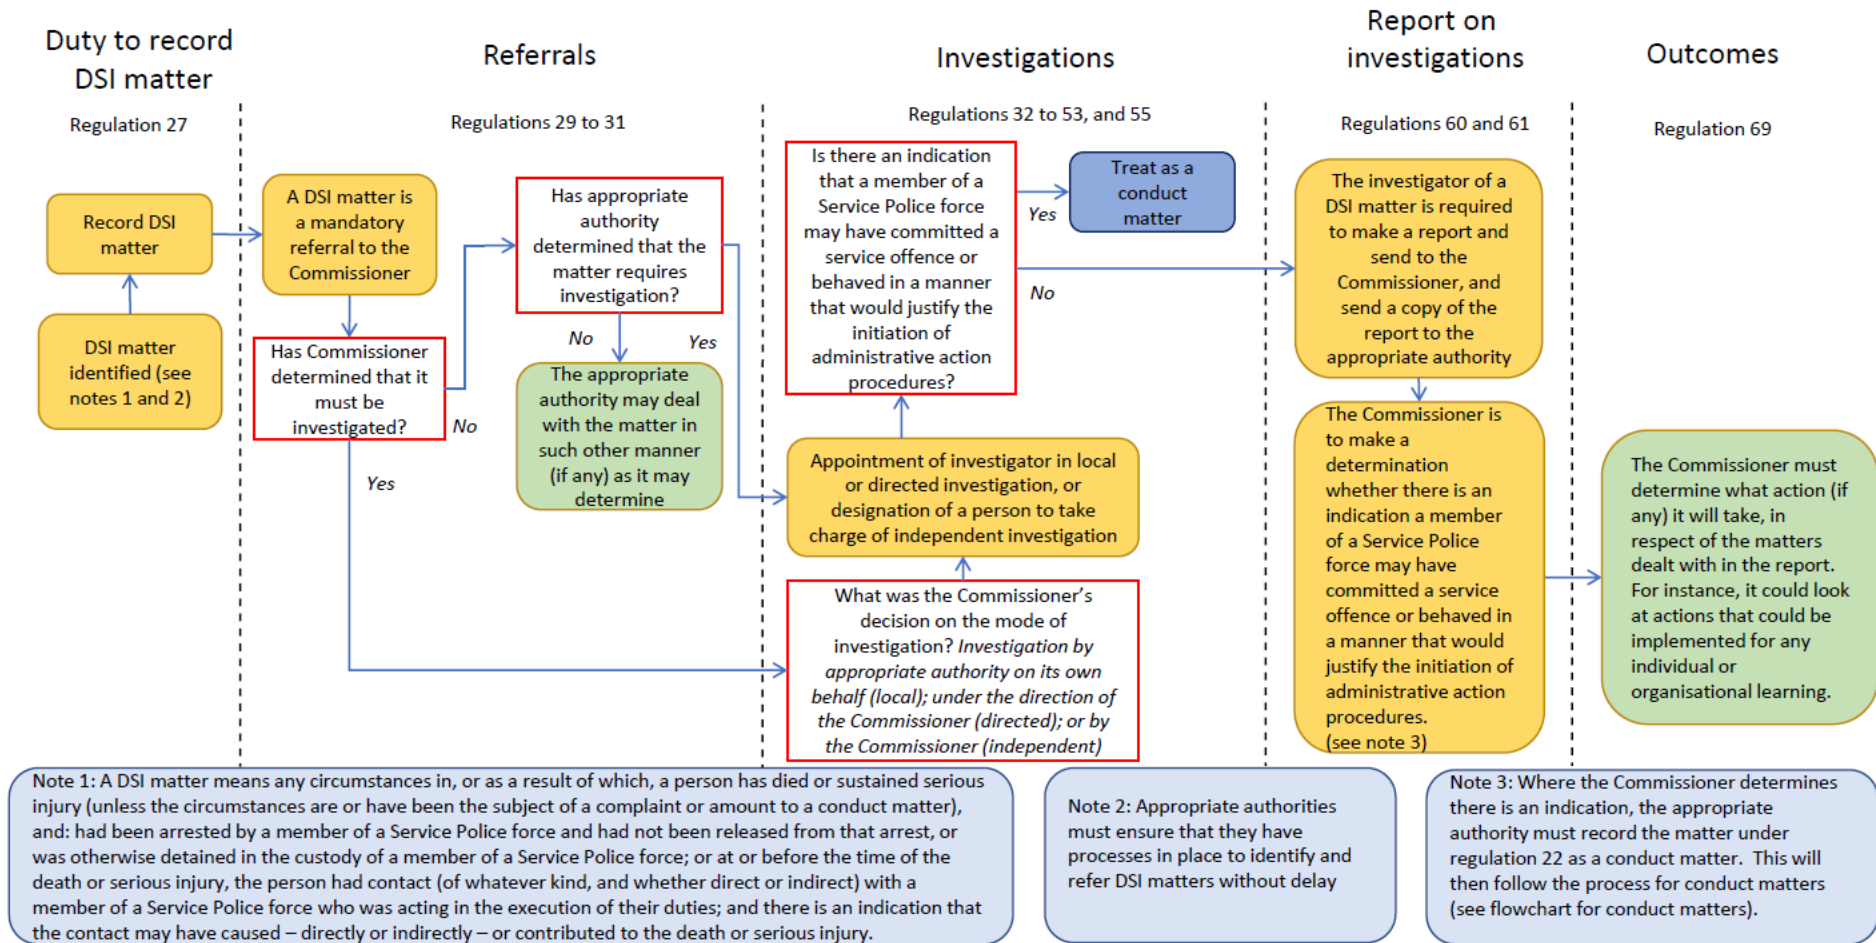 Duty to record
DSI matter
Regulation 27
Record DSI
matter
DSI matter
identified (see
notes 1 and 2)
Referrals
Regulations 29 to 31
A DSI matter is
a mandatory
referral to the
Commissioner
Has Commissioner
determined that it
must be
investigated?
No
Yes
Has appropriate
authority
determined that the
matter requires
investigation?
No
Yes
The appropriate
authority may deal
with the matter in
such other manner
(if any) as it may
determine
Investigations
Regulations 32 to 53, and 55
Is there an indication
that a member of a
Service Police force
may have committed a
service offence or
behaved in a manner
that would justify the
initiation of
administrative action
procedures?
Yes
No
Treat as a
conduct
matter
Appointment of investigator in local
or directed investigation, or
designation of a person to take
charge of independent investigation
What was the Commissioner’s
decision on the mode of
investigation? Investigation by
appropriate authority on its own
behalf (local); under the direction of
the Commissioner (directed); or by
the Commissioner (independent)
Report on
investigations
Regulations 60 and 61
The investigator of a
DSI matter is required
to make a report and
send to the
Commissioner, and
send a copy of the
report to the
appropriate authority
The Commissioner is
to make a
determination
whether there is an
indication a member
of a Service Police
force may have
committed a service
offence or behaved in
a manner that would
justify the initiation of
administrative action
procedures.
(see note 3)
Outcomes
Regulation 69
The Commissioner must
determine what action (if
any) it will take, in
respect of the matters
dealt with in the report.
For instance, it could look
at actions that could be
implemented for any
individual or
organisational learning.
Note 1: A DSI matter means any circumstances in, or as a result of which, a person has died or sustained serious
injury (unless the circumstances are or have been the subject of a complaint or amount to a conduct matter),
and: had been arrested by a member of a Service Police force and had not been released from that arrest, or
was otherwise detained in the custody of a member of a Service Police force; or at or before the time of the
death or serious injury, the person had contact (of whatever kind, and whether direct or indirect) with a
member of a Service Police force who was acting in the execution of their duties; and there is an indication that
the contact may have caused – directly or indirectly – or contributed to the death or serious injury.
Note 2: Appropriate authorities
must ensure that they have
processes in place to identify and
refer DSI matters without delay
Note 3: Where the Commissioner determines
there is an indication, the appropriate
authority must record the matter under
regulation 22 as a conduct matter.  This will
then follow the process for conduct matters
(see flowchart for conduct matters).